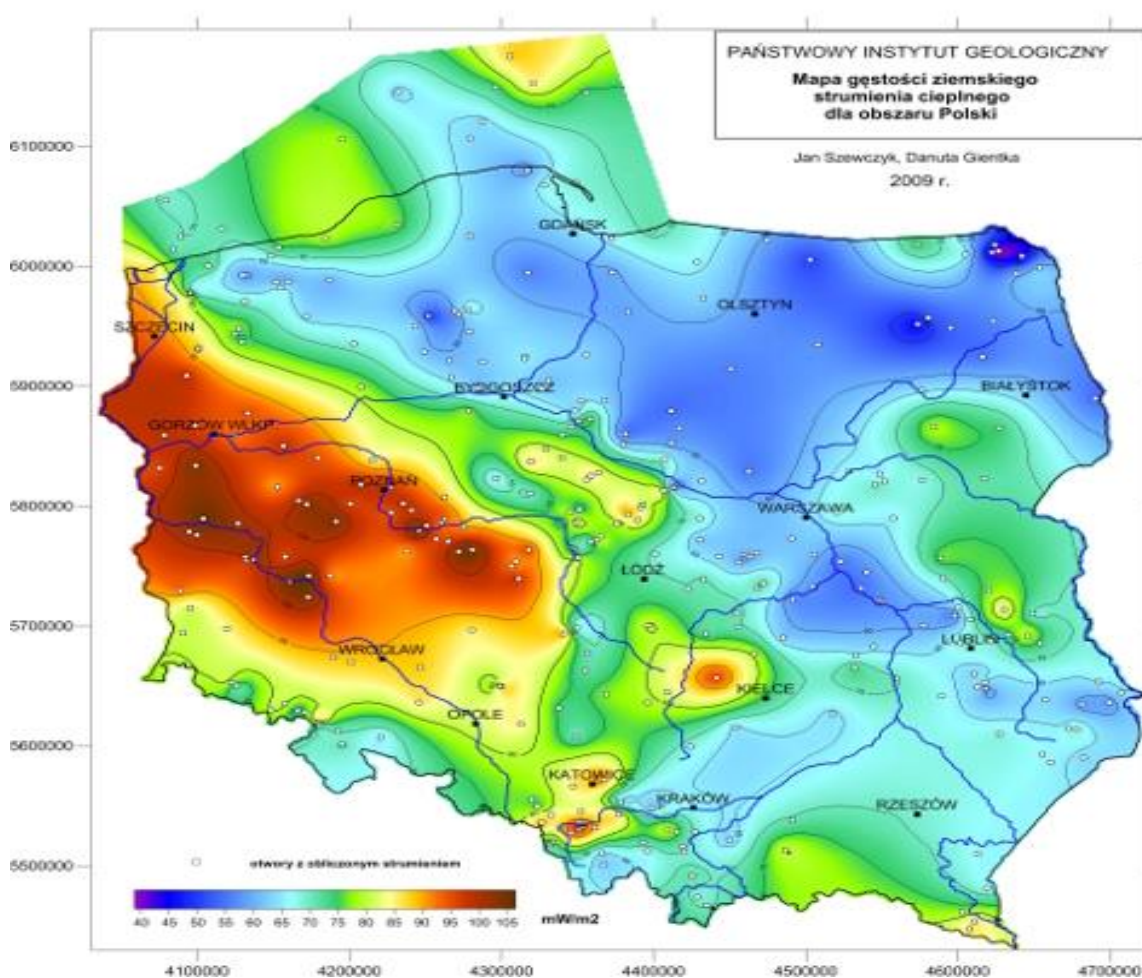 PAŃSTWOWY INSTYTUT GEOLOGICZNY
Mapa gęstości ziemskiego
strumienia cieplnego
dla obszaru Polski
Jan Szewczyk, Danuta Gientka
2009 r.
6100000
GDAŃSK
6000000
OLSZTYN
SZCZECIN
5900000
BYDGOSZCZ
BIAŁYSTOK
GORZÓW WLKP
POZNAŃ
5800000
WARSZAWA
ŁÓDŹ
5700000
WROCŁAW
LUBLIN
KIELCE
OPOLE
5600000
KATOWICE
KRAKÓW
RZESZÓW
5500000
otwory z obliczonym strumieniem
40 45 50 55 60 65 70 75 80 85 90 95 100 105
mW/m2
4100000 4200000 4300000 4400000 4500000 4600000 4700000